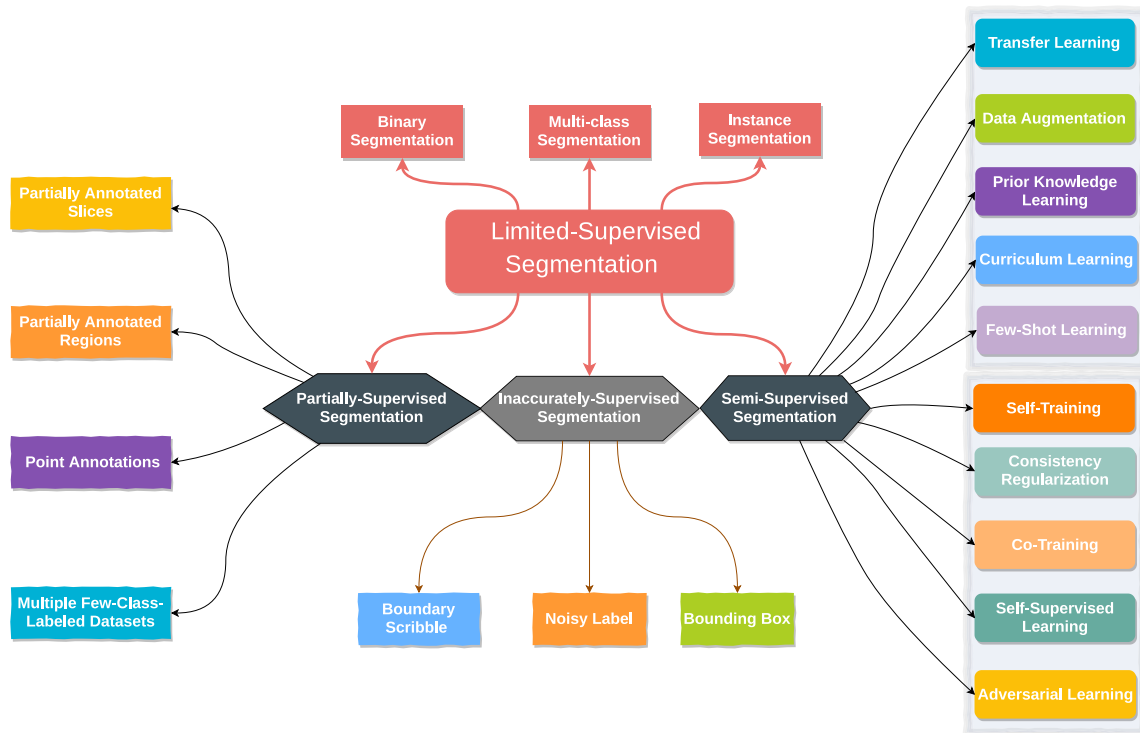 Binary
Segmentation
Multi-class
Segmentation
Instance
Segmentation
Limited-Supervised
Segmentation
Partially Annotated
Slices
Partially Annotated
Regions
Point Annotations
Multiple Few-Class-
Labeled Datasets
Partially-Supervised
Segmentation
Inaccurately-Supervised
Segmentation
Semi-Supervised
Segmentation
Boundary
Scribble
Noisy Label
Bounding Box
Transfer Learning
Data Augmentation
Prior Knowledge
Learning
Curriculum Learning
Few-Shot Learning
Self-Training
Consistency
Regularization
Co-Training
Self-Supervised
Learning
Adversarial Learning